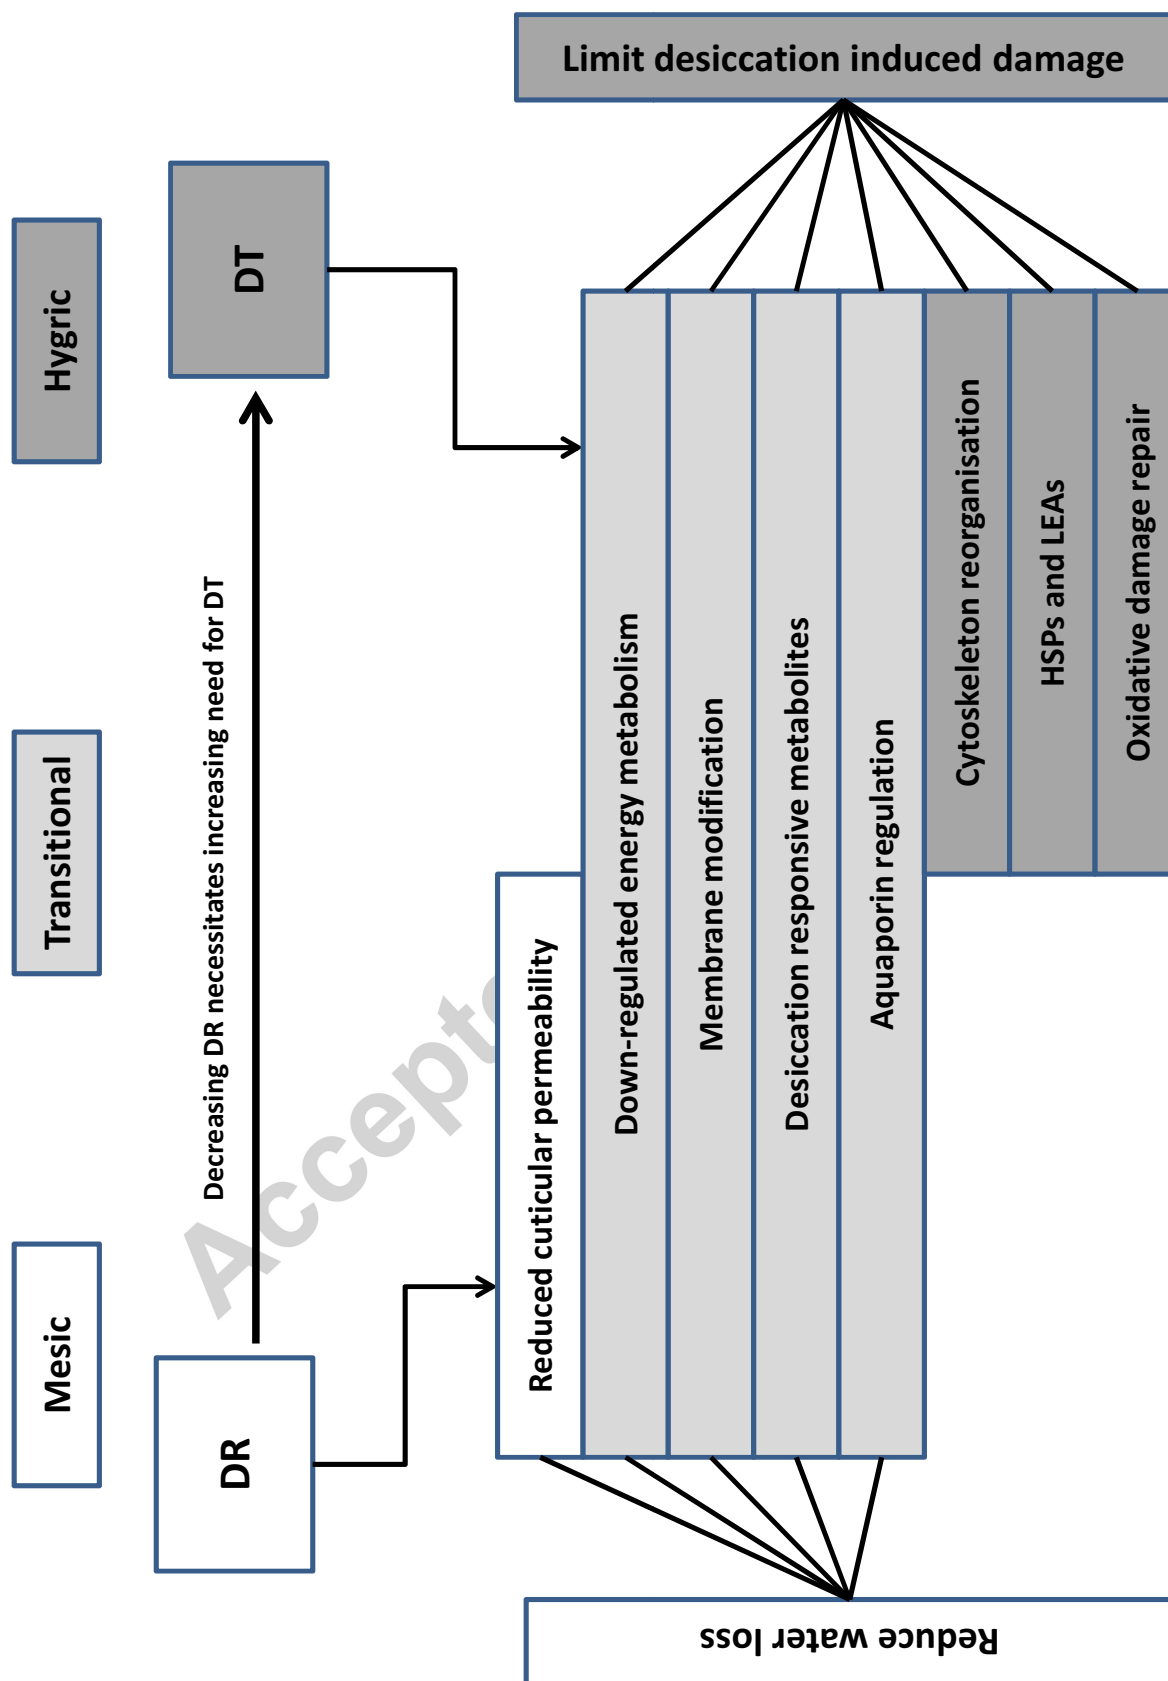 Mesic
Transitional
Hygric
DR
Decreasing DR necessitates increasing need for DT
DT
Reduced cuticular permeability
Down-regulated energy metabolism
Membrane modification
Desiccation responsive metabolites
Aquaporin regulation
Cytoskeleton reorganisation
HSPs and LEAs
Oxidative damage repair
Reduce water loss
Limit desiccation induced damage